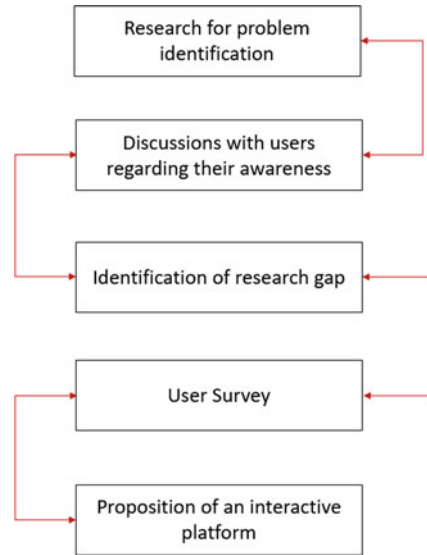 Research for problem
identification
Discussions with users
regarding their awareness
Identification of research gap
User Survey
Proposition of an interactive
platform